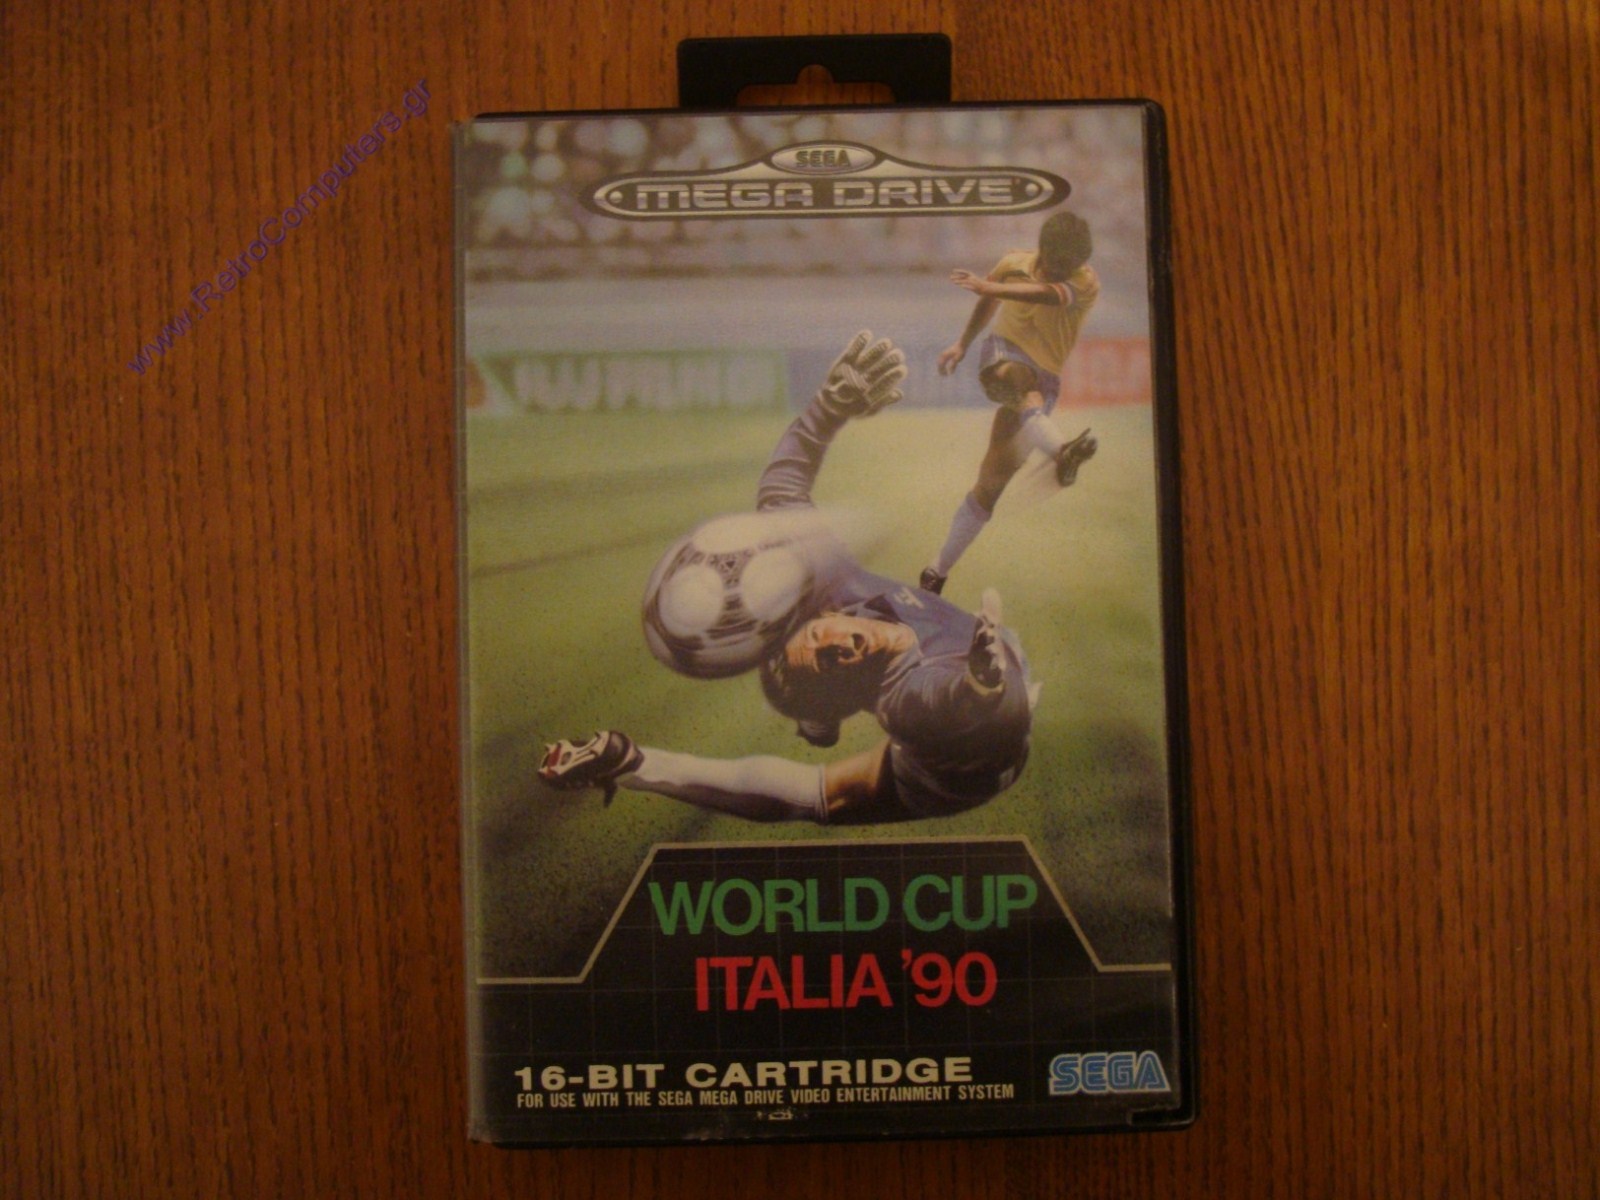 www.RetroComputers.gr
SEGA
MEGA DRIVE
WORLD CUP
ITALIA '90
16-BIT CARTRIDGE
FOR USE WITH THE SEGA MEGA DRIVE VIDEO ENTERTAINMENT SYSTEM
SEGA